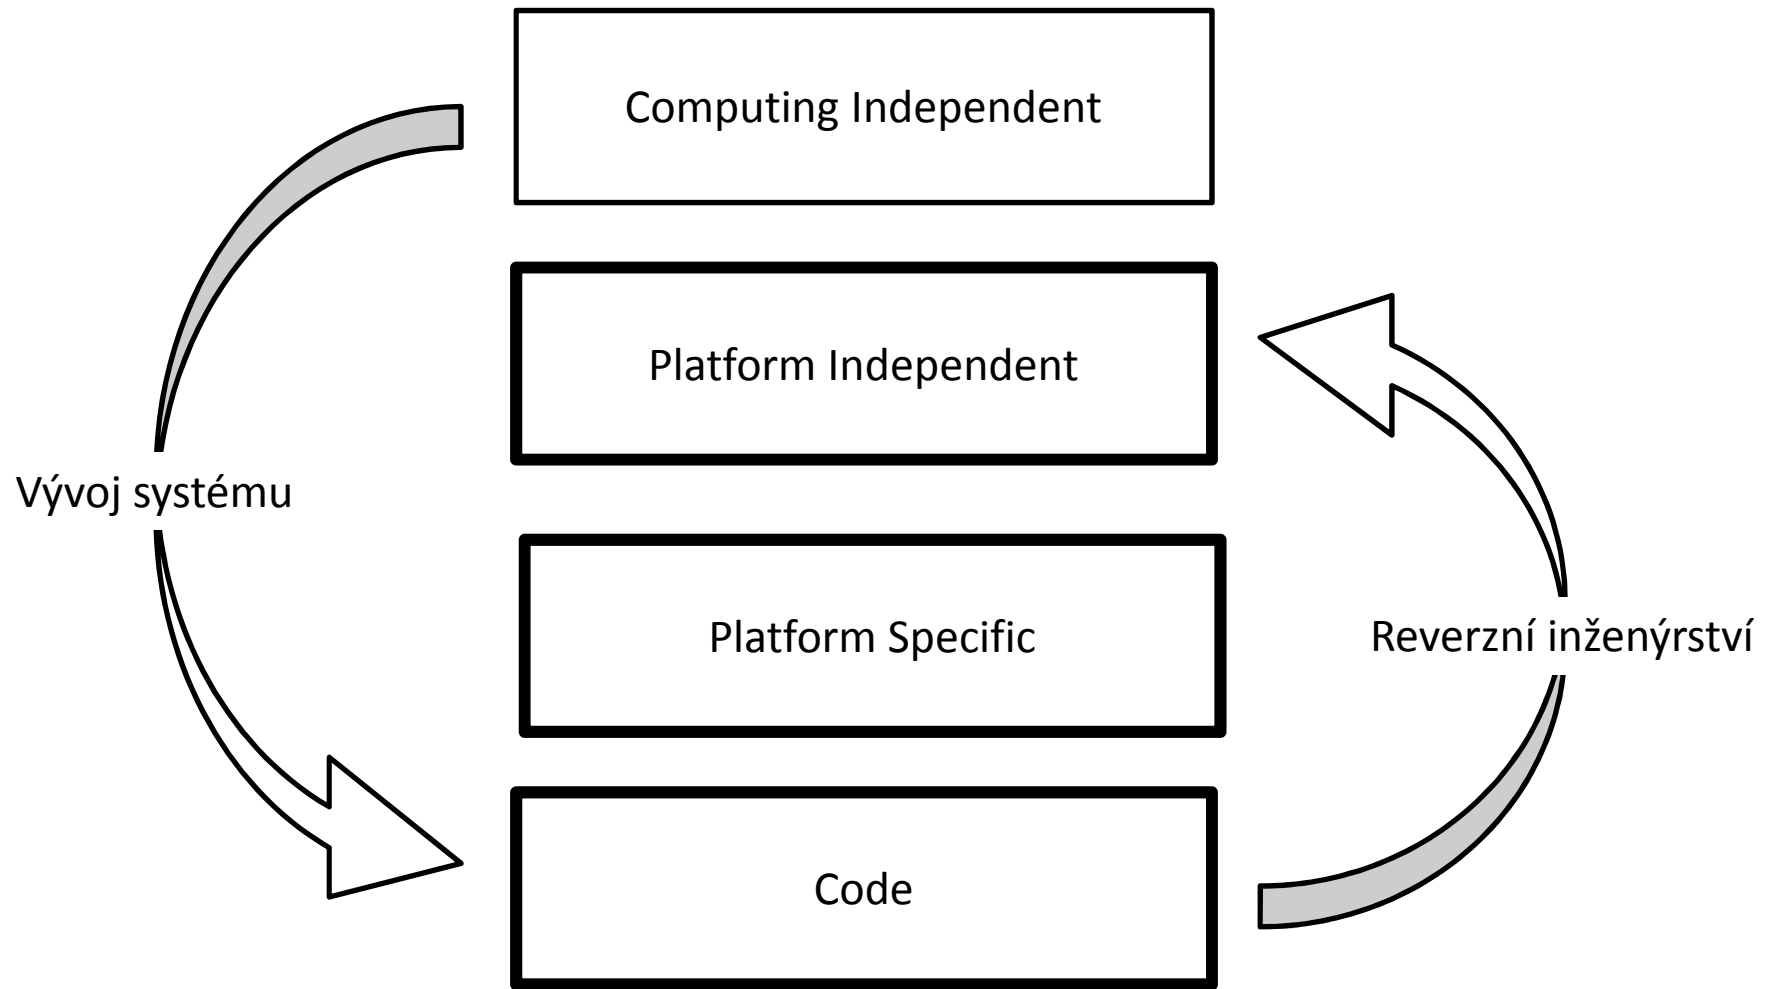 Computing Independent
Platform Independent
Vývoj systému
Platform Specific
Reverzní inženýrství
Code